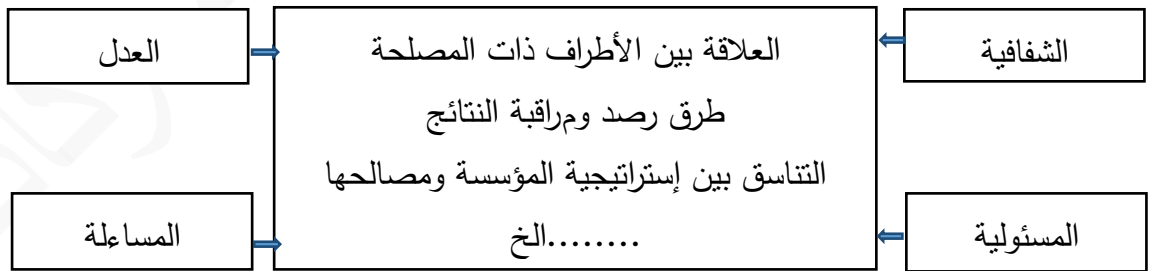 الشفافية
العلاقة بين الأطراف ذات المصلحة
العدل
طرق رصد ومراقبة النتائج
التناسق بين إستراتيجية المؤسسة ومصالحها
المسئولية
........الخ
المساءلة